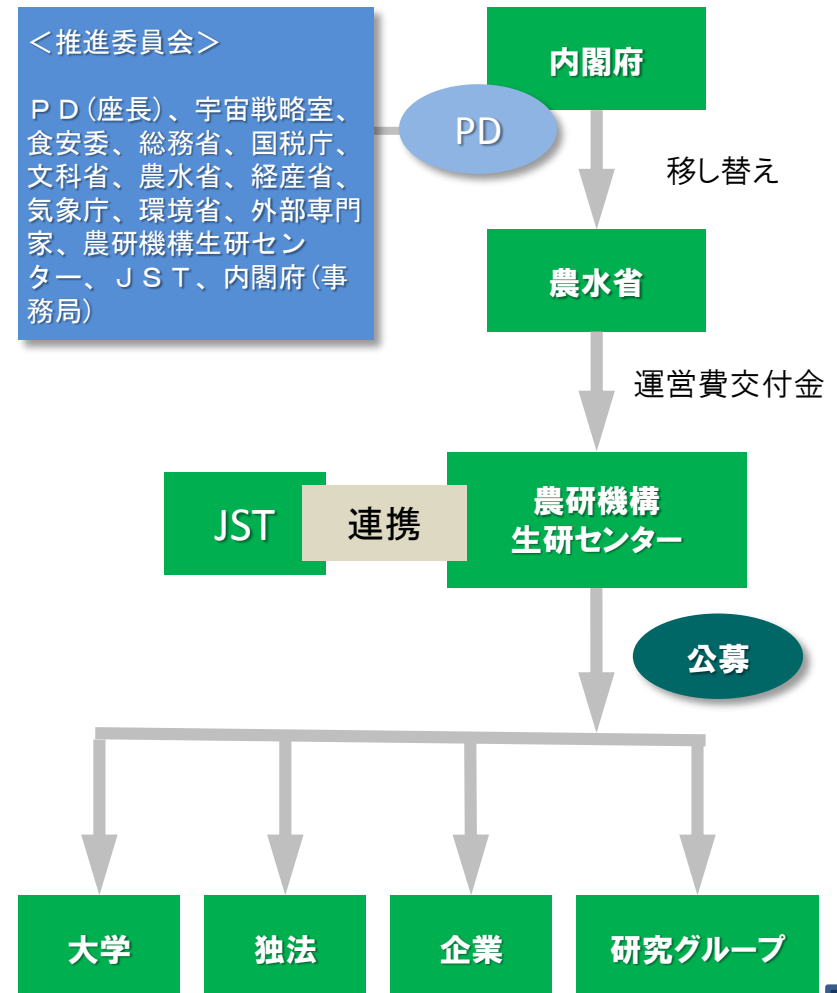 ＜推進委員会＞
ＰＤ(座長)、宇宙戦略室、
食安委、総務省、国税庁、
文科省、農水省、経産省、
気象庁、環境省、外部専門
家、農研機構生研セン
ター、ＪＳＴ、内閣府(事
務局)
PD
内閣府
移し替え
農水省
運営費交付金
JST
連携
農研機構
生研センター
公募
大学
独法
企業
研究グループ